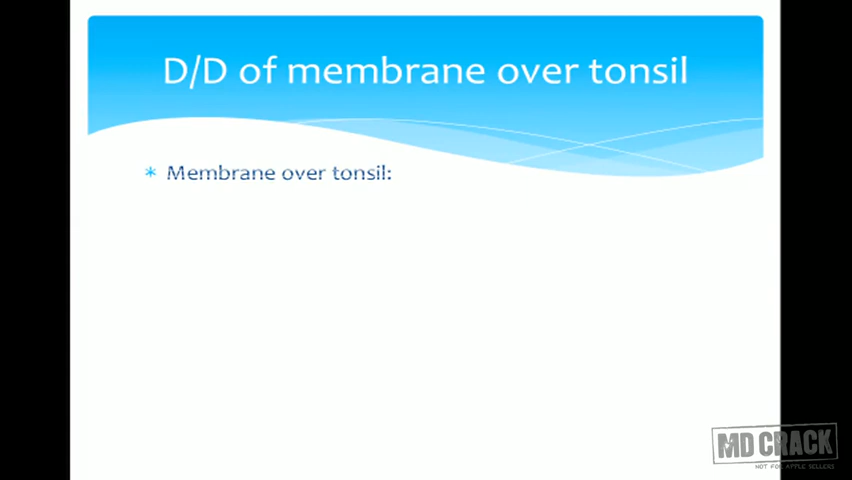 D/D of membrane over tonsil
* Membrane over tonsil:
MD CRACK
NOT FOR APPLE SELLERS